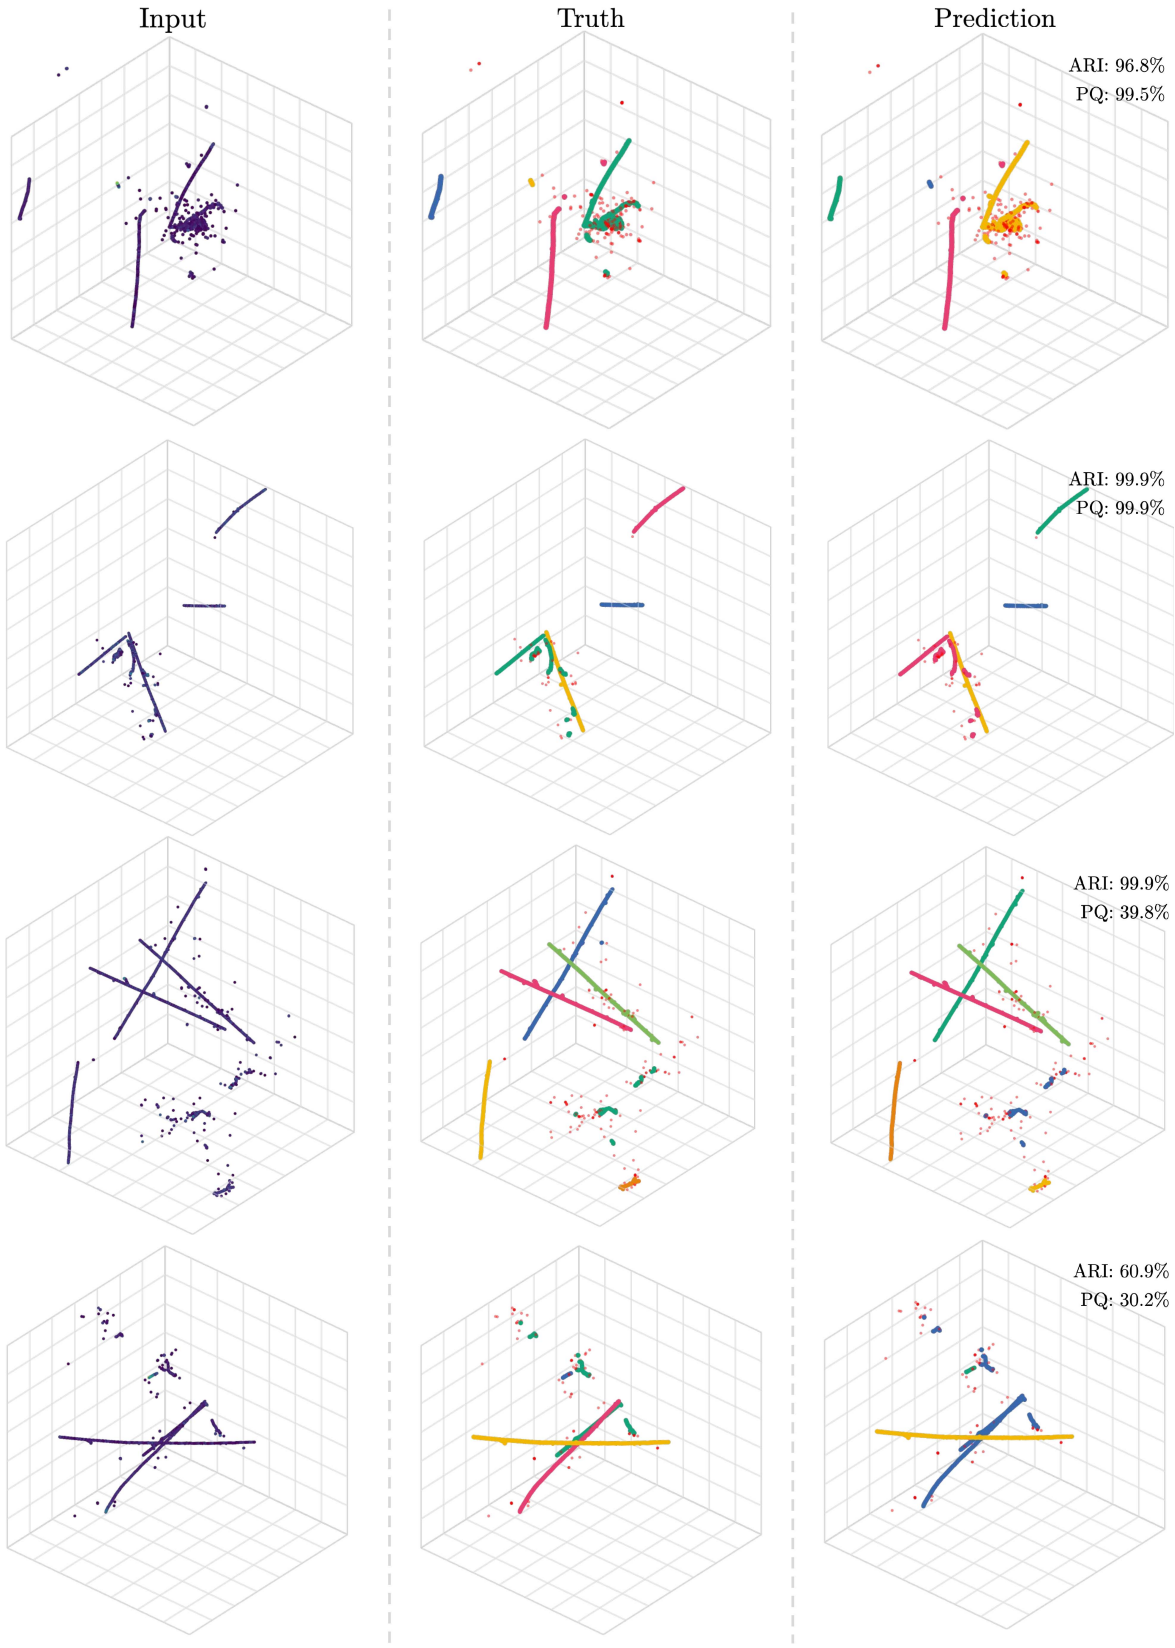 Input
Truth
Prediction
ARI: 96.8%
PQ: 99.5%
ARI: 99.9%
PQ: 99.9%
ARI: 99.9%
PQ: 39.8%
ARI: 60.9%
PQ: 30.2%